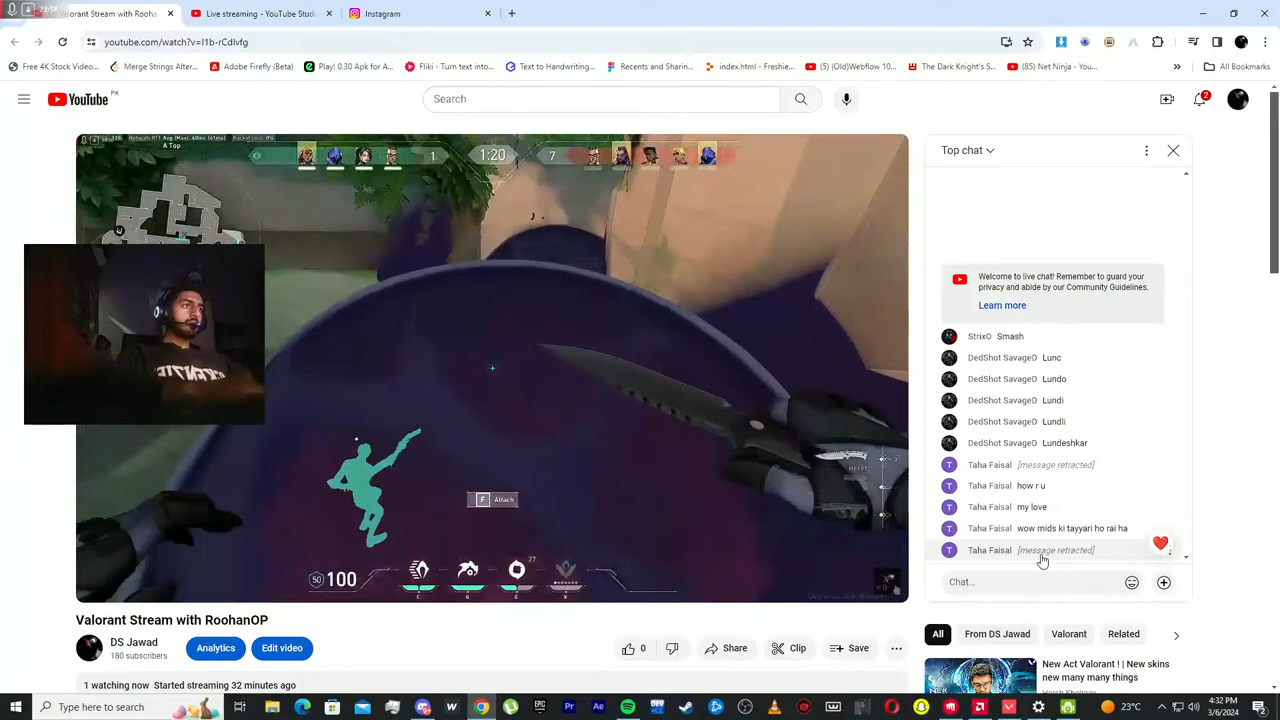 Valorant Stream with Rooha
Live streaming - YouTube Stud
Instagram
youtube.com/watch?v=I1b-rCdIvfg
Free 4K Stock Video...
Merge Strings Alter...
Adobe Firefly (Beta)
Play! 0.30 Apk for A...
Fliki - Turn text into...
Text to Handwriting...
Recents and Sharin...
index.html - Freshie...
(5) (Old)Webflow 10...
The Dark Knight's S...
(85) Net Ninja - You...
All Bookmarks
YouTube PK
Search
2
A Top
1
1:20
7
F Attach
50 100
27
C
Q
E
X
Top chat
Welcome to live chat! Remember to guard your
privacy and abide by our Community Guidelines.
Learn more
StrixO Smash
DedShot SavageD Lunc
DedShot SavageD Lundo
DedShot SavageD Lundi
DedShot SavageD Lundli
DedShot SavageD Lundeshkar
Taha Faisal [message retracted]
Taha Faisal how r u
Taha Faisal my love
Taha Faisal wow mids ki tayyari ho rai ha
Taha Faisal [message retracted]
Chat...
Valorant Stream with RoohanOP
DS Jawad
180 subscribers
Analytics
Edit video
0
Share
Clip
Save
1 watching now Started streaming 32 minutes ago
All
From DS Jawad
Valorant
Related
New Act Valorant ! | New skins
new many many things
Type here to search
23°C
4:32 PM
3/6/2024